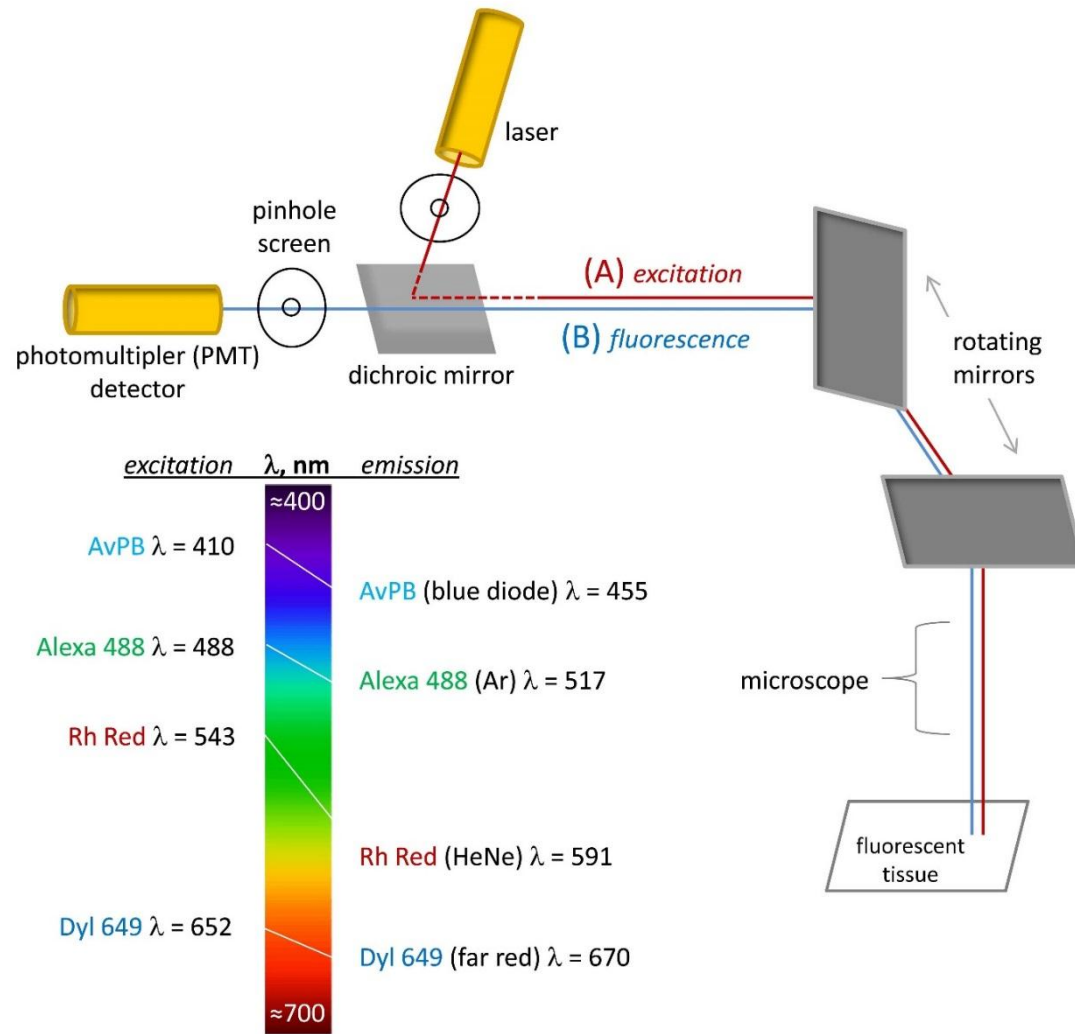 laser
pinhole
screen
(A) excitation
(B) fluorescence
photomultipler (PMT)
detector
dichroic mirror
rotating
mirrors
excitation λ, nm emission
≈400
AvPB λ = 410
AvPB (blue diode) λ = 455
Alexa 488 λ = 488
Alexa 488 (Ar) λ = 517
microscope
Rh Red λ = 543
Rh Red (HeNe) λ = 591
fluorescent
tissue
Dyl 649 λ = 652
Dyl 649 (far red) λ = 670
≈700